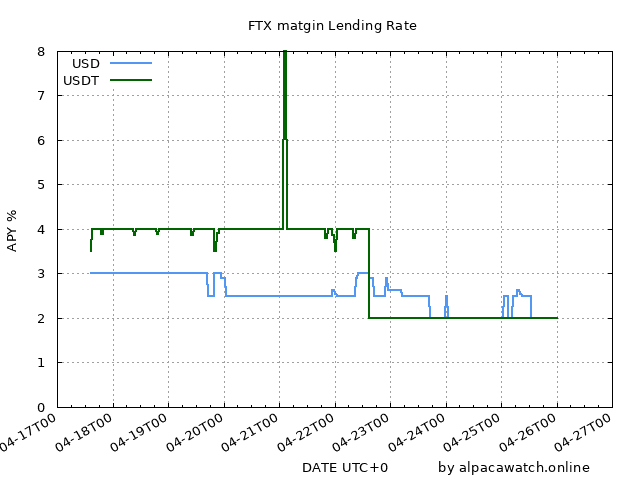 FTX matgin Lending Rate
USD
USDT
8
7
6
5
4
3
2
1
0
APY %
04-17T00
04-18T00
04-19T00
04-20T00
04-21T00
04-22T00
04-23T00
04-24T00
04-25T00
04-26T00
04-27T00
DATE UTC+0
by alpacawatch.online